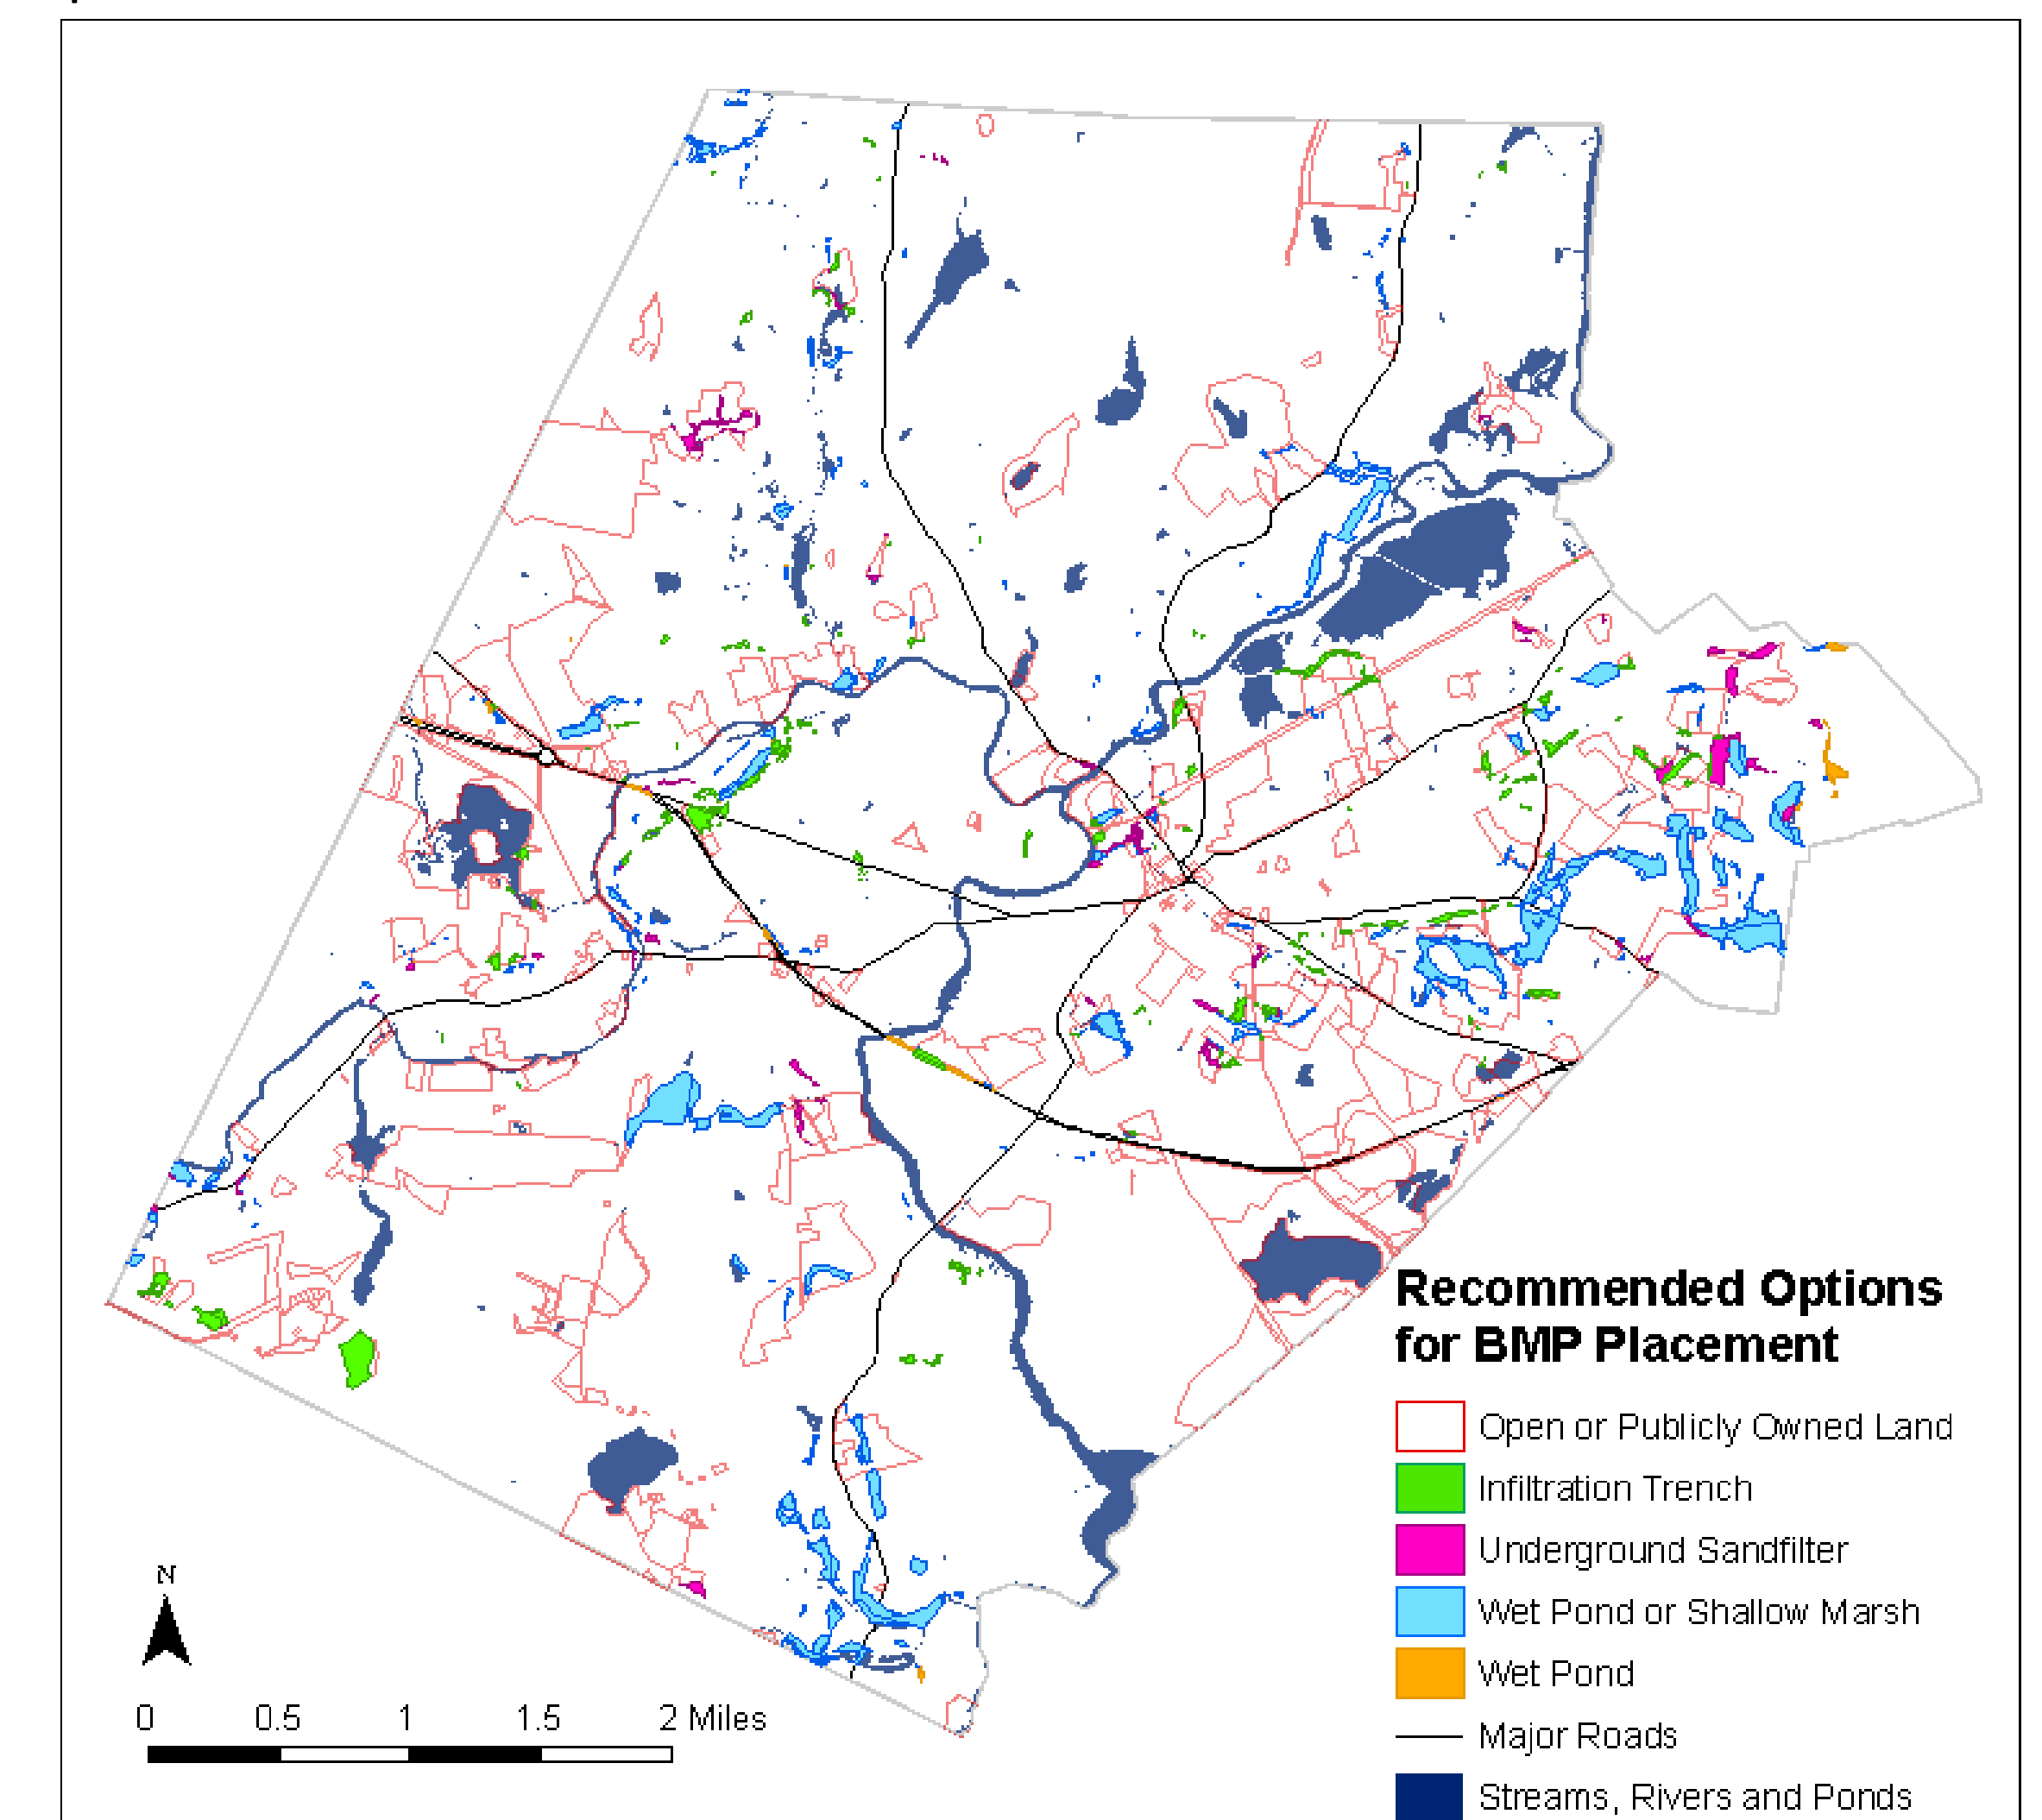 Recommended Options
for BMP Placement
Open or Publicly Owned Land
Infiltration Trench
Underground Sandfilter
Wet Pond or Shallow Marsh
Wet Pond
Major Roads
Streams, Rivers and Ponds
N
0 0.5 1 1.5 2 Miles